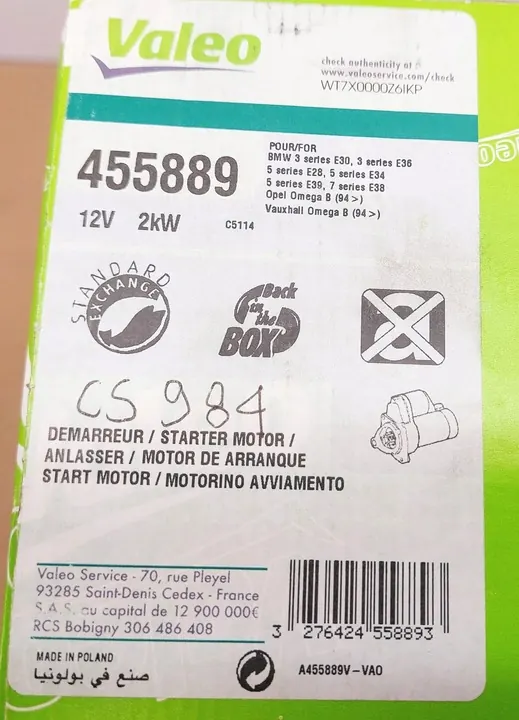 Valeo
check authenticity at
www.valeoservice.com/check
WT7X0000Z6IKP
455889
12V 2kW C5114
POUR/FOR
BMW 3 series E30, 3 series E36
5 series E28, 5 series E34
5 series E39, 7 series E38
Opel Omega B (94 >)
Vauxhall Omega B (94 >)
STANDARD
EXCHANGE
Back
in the
BOX
a
CS 984
DEMARREUR / STARTER MOTOR /
ANLASSER / MOTOR DE ARRANQUE
START MOTOR / MOTORINO AVVIAMENTO
Valeo Service - 70, rue Pleyel
93285 Saint-Denis Cedex - France
S.A.S. au capital de 12 900 000€
RCS Bobigny 306 486 408
3 276424 558893
MADE IN POLAND
صنع في بولونيا
A455889V-VAO